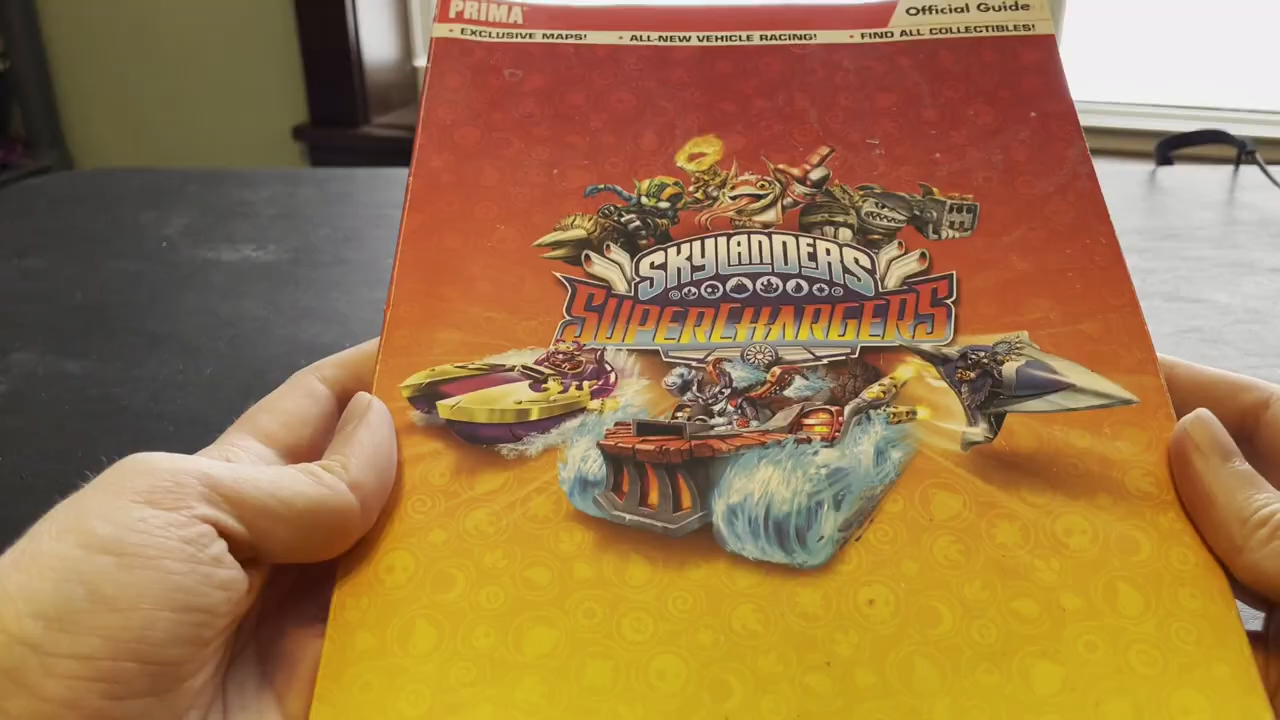 PRIMA
Official Guide
• EXCLUSIVE MAPS! • ALL-NEW VEHICLE RACING! • FIND ALL COLLECTIBLES!
SKYLANDERS
SUPERCHARGERS